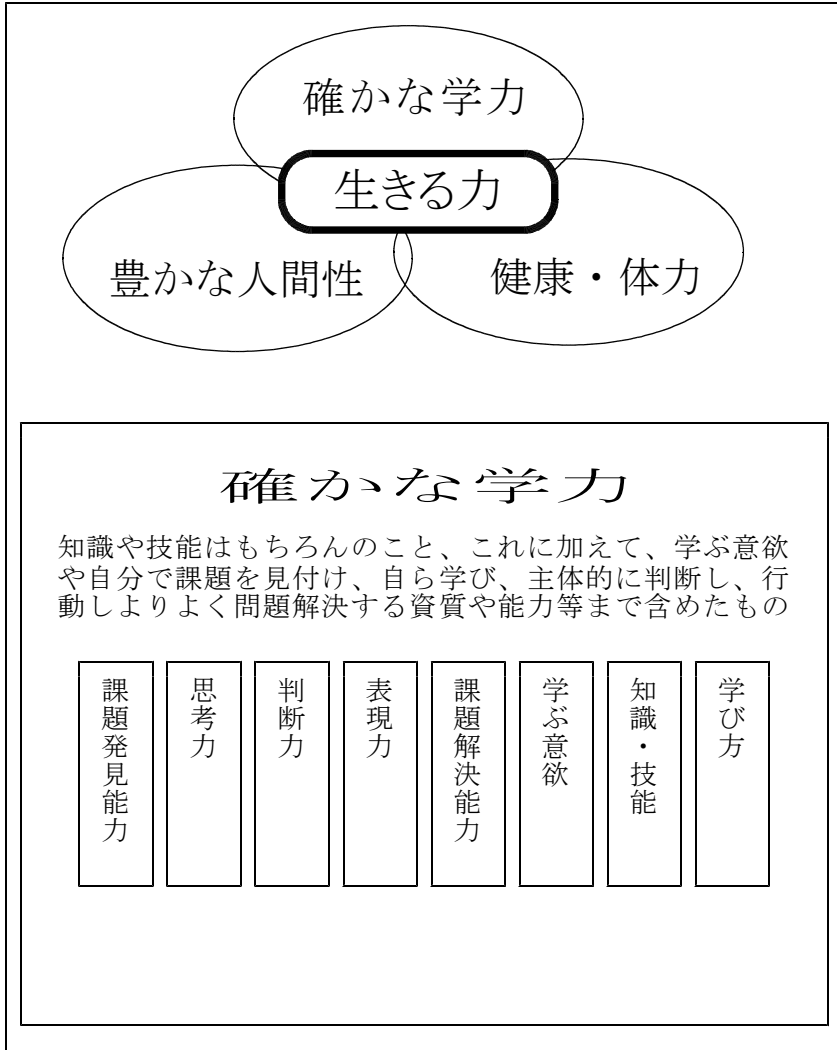 確かな学力
生きる力
豊かな人間性
健康・体力
確かな学力
知識や技能はもちろんのこと、これに加えて、学ぶ意欲
や自分で課題を見付け、自ら学び、主体的に判断し、行
動しよりよく問題解決する資質や能力等まで含めたもの
課題発見能力
思考力
判断力
表現力
課題解決能力
学ぶ意欲
知識・技能
学び方